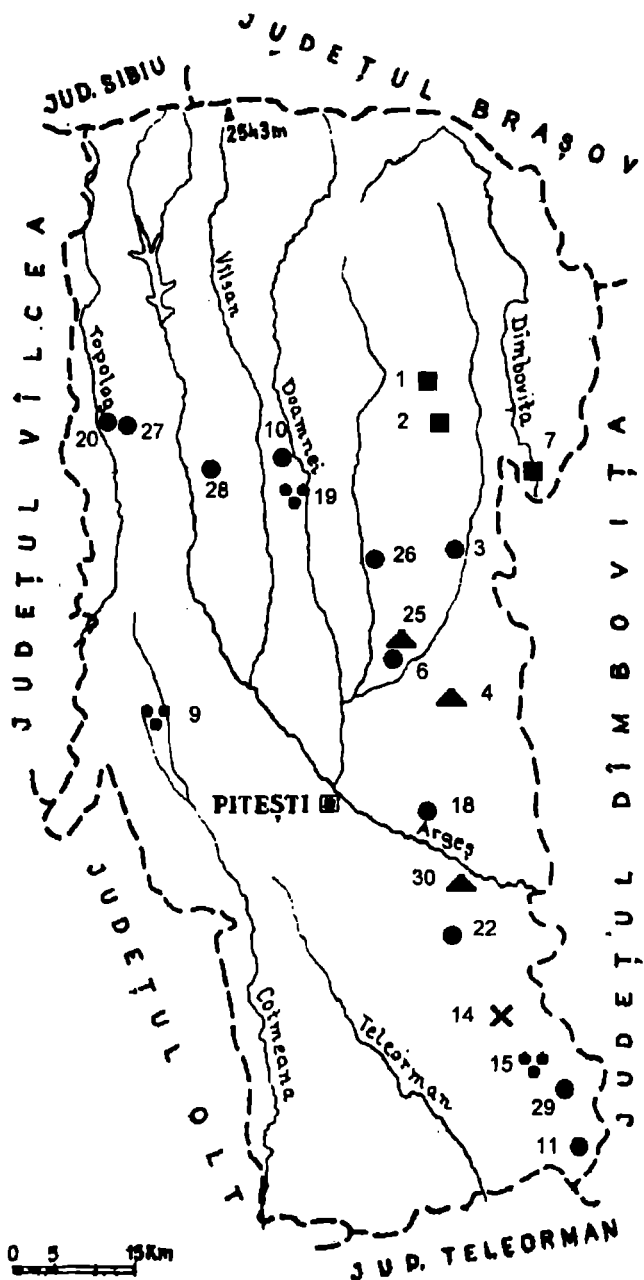 JUDEȚUL BRAȘOV
JUD. SIBIU
2543m
JUDEȚUL VÎLCEA
Vîlsan
Topolog
Doamnei
Dîmbovița
1
2
7
20
27
10
28
19
26
3
25
6
4
9
PITEȘTI
18
Argeș
30
22
JUDEȚUL DÎMBOVIȚA
JUDEȚUL OLT
Cotmeana
Teleorman
14
15
29
11
0 5 15Km
JUD. TELEORMAN